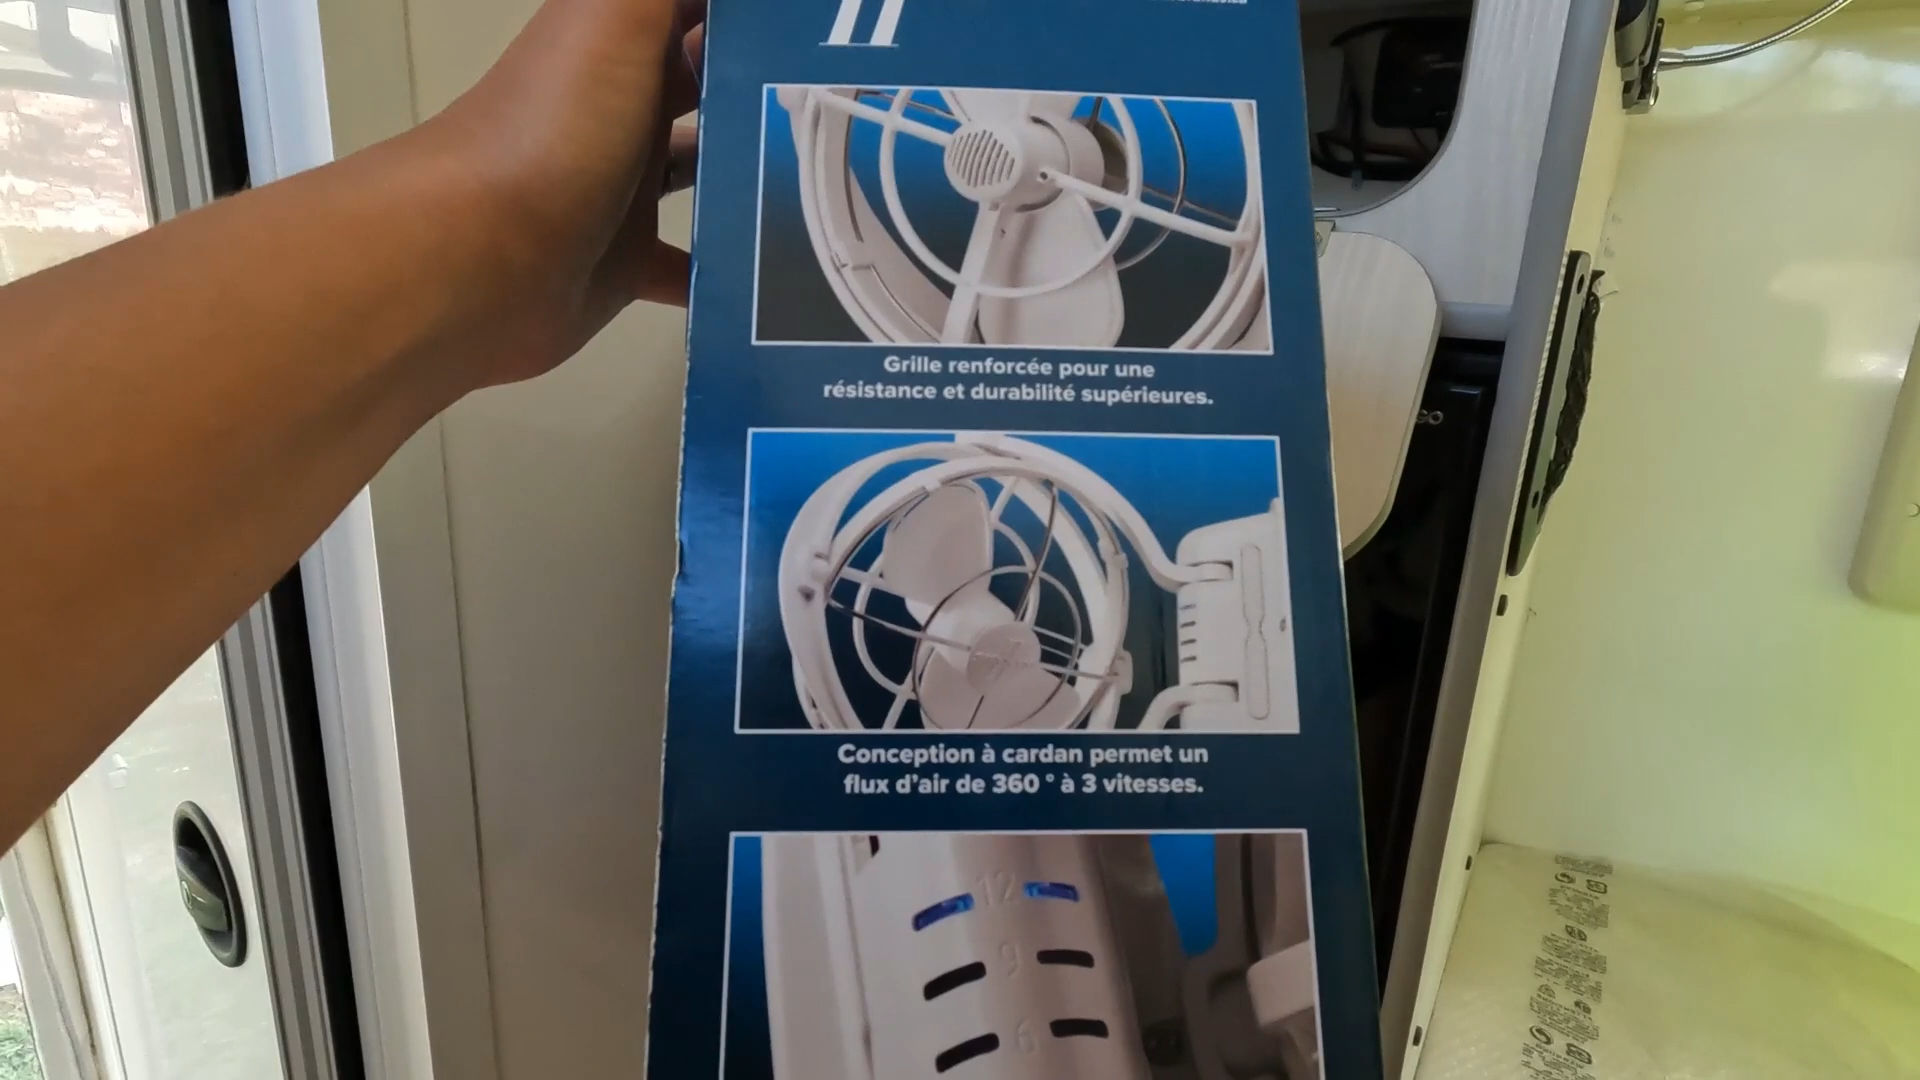 Grille renforcée pour une
résistance et durabilité supérieures.
Conception à cardan permet un
flux d'air de 360 ° à 3 vitesses.
12
9
6